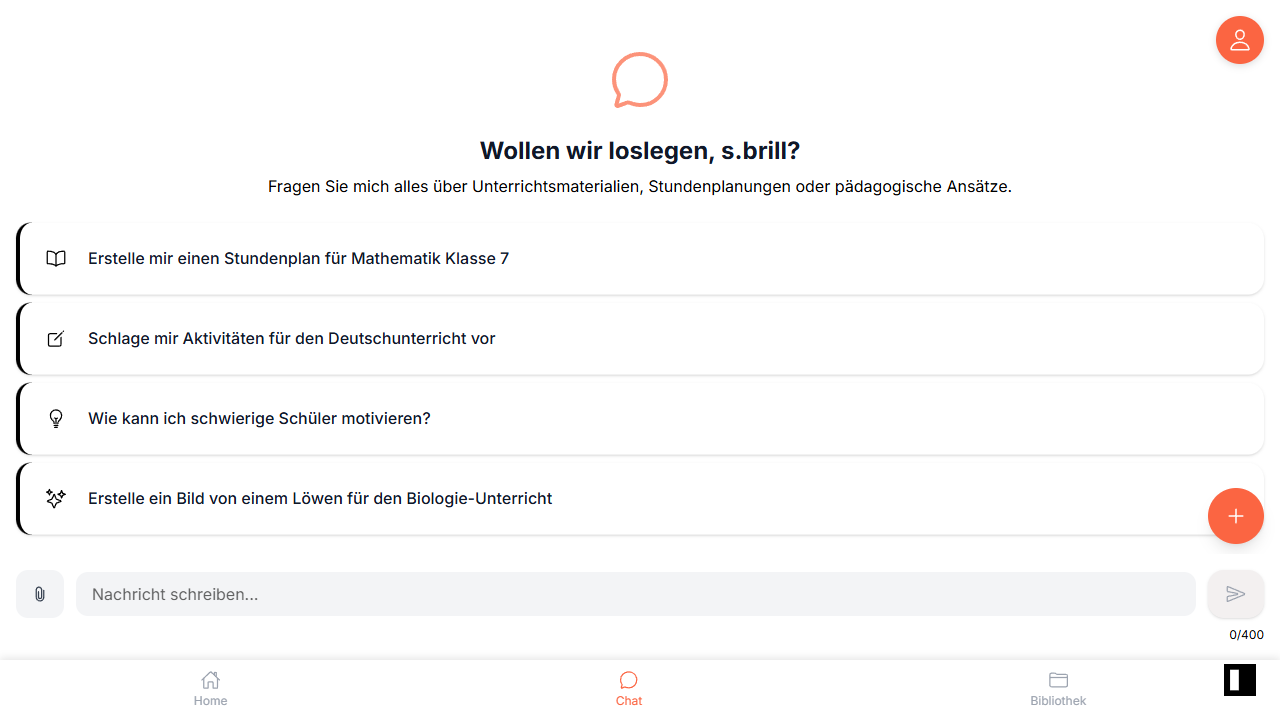 Wollen wir loslegen, s.brill?
Fragen Sie mich alles über Unterrichtsmaterialien, Stundenplanungen oder pädagogische Ansätze.
Erstelle mir einen Stundenplan für Mathematik Klasse 7
Schlage mir Aktivitäten für den Deutschunterricht vor
Wie kann ich schwierige Schüler motivieren?
Erstelle ein Bild von einem Löwen für den Biologie-Unterricht
Nachricht schreiben...
0/400
Home
Chat
Bibliothek